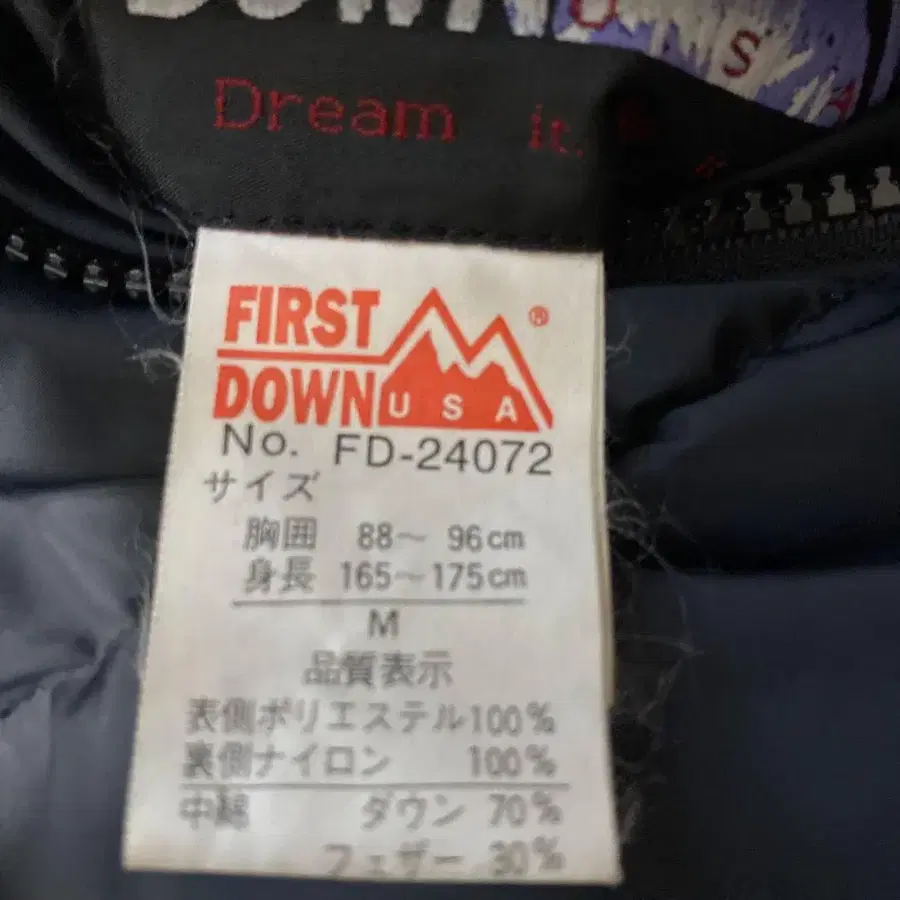 DOWN USA
Dream it.
FIRST
DOWN USA ®
No. FD-24072
サイズ
胸囲 88～ 96cm
身長 165～175cm
M
品質表示
表側ポリエステル100%
裏側ナイロン 100%
中綿 ダウン 70%
フェザー 30%